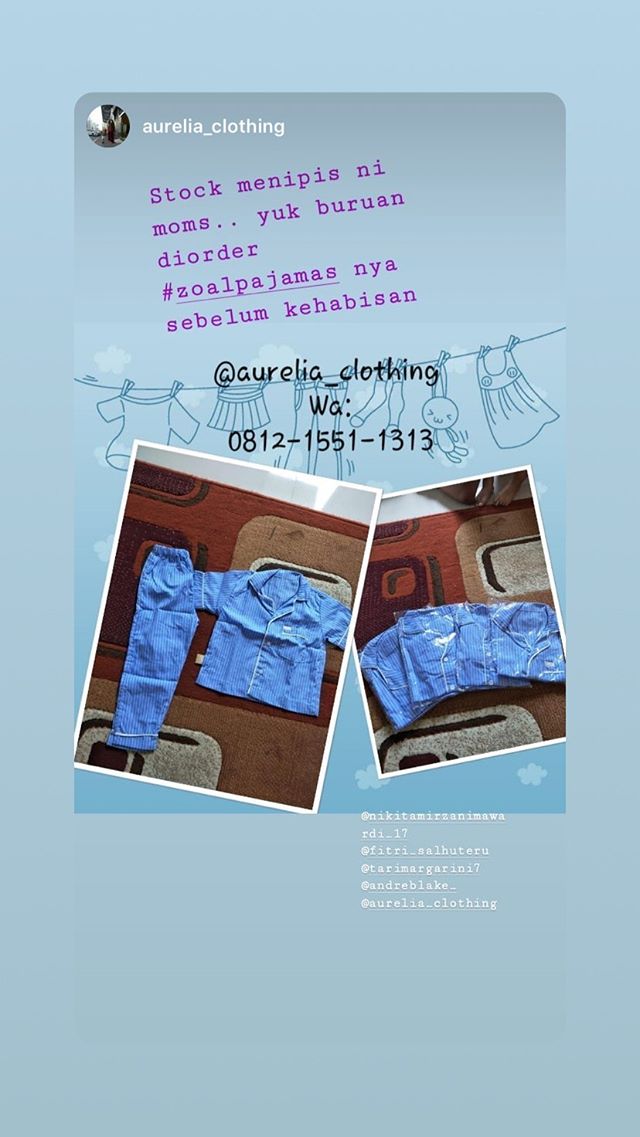 aurelia_clothing
Stock menipis ni
moms.. yuk buruan
diorder
#zoalpajamas nya
sebelum kehabisan
@aurelia_clothing
Wa:
0812-1551-1313
@nikitamirzanimawa
rdi_17
@fitri_salhuteru
@tarimargarini7
@andreblake_
@aurelia_clothing